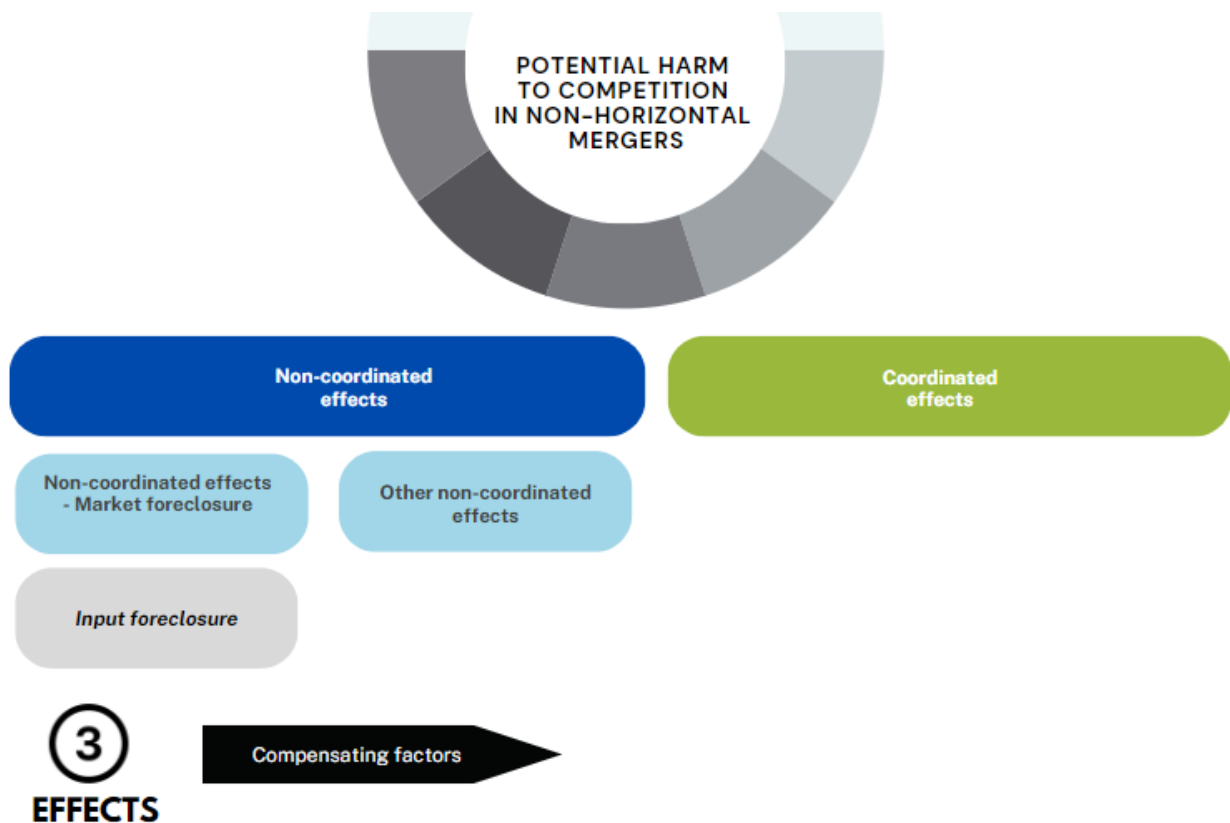 POTENTIAL HARM
TO COMPETITION
IN NON-HORIZONTAL
MERGERS
Non-coordinated
effects
Coordinated
effects
Non-coordinated effects
- Market foreclosure
Other non-coordinated
effects
Input foreclosure
3
EFFECTS
Compensating factors